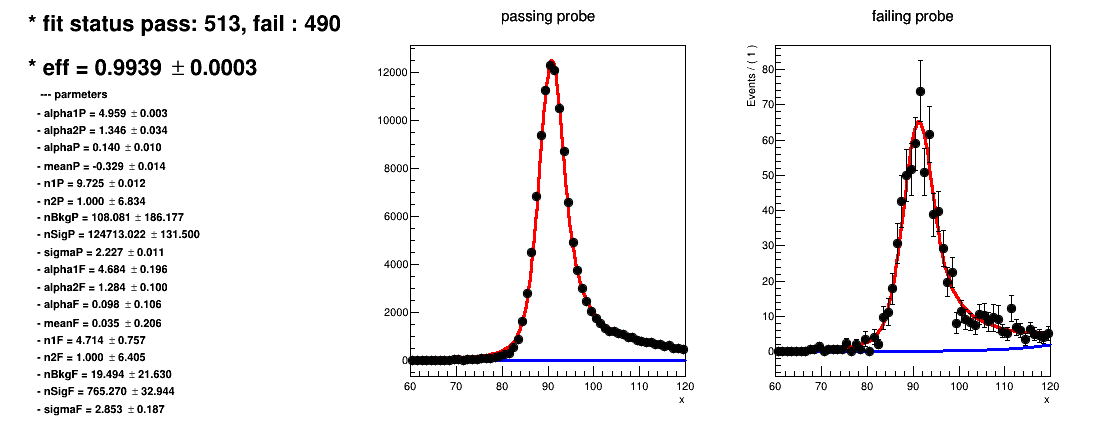 * fit status pass: 513, fail : 490
* eff = 0.9939 ± 0.0003
--- parmeters
- alpha1P = 4.959 ± 0.003
- alpha2P = 1.346 ± 0.034
- alphaP = 0.140 ± 0.010
- meanP = -0.329 ± 0.014
- n1P = 9.725 ± 0.012
- n2P = 1.000 ± 6.834
- nBkgP = 108.081 ± 186.177
- nSigP = 124713.022 ± 131.500
- sigmaP = 2.227 ± 0.011
- alpha1F = 4.684 ± 0.196
- alpha2F = 1.284 ± 0.100
- alphaF = 0.098 ± 0.106
- meanF = 0.035 ± 0.206
- n1F = 4.714 ± 0.757
- n2F = 1.000 ± 6.405
- nBkgF = 19.494 ± 21.630
- nSigF = 765.270 ± 32.944
- sigmaF = 2.853 ± 0.187
passing probe
12000
10000
8000
6000
4000
2000
0
60 70 80 90 100 110 120
x
failing probe
Events / ( 1 )
80
70
60
50
40
30
20
10
0
60 70 80 90 100 110 120
x